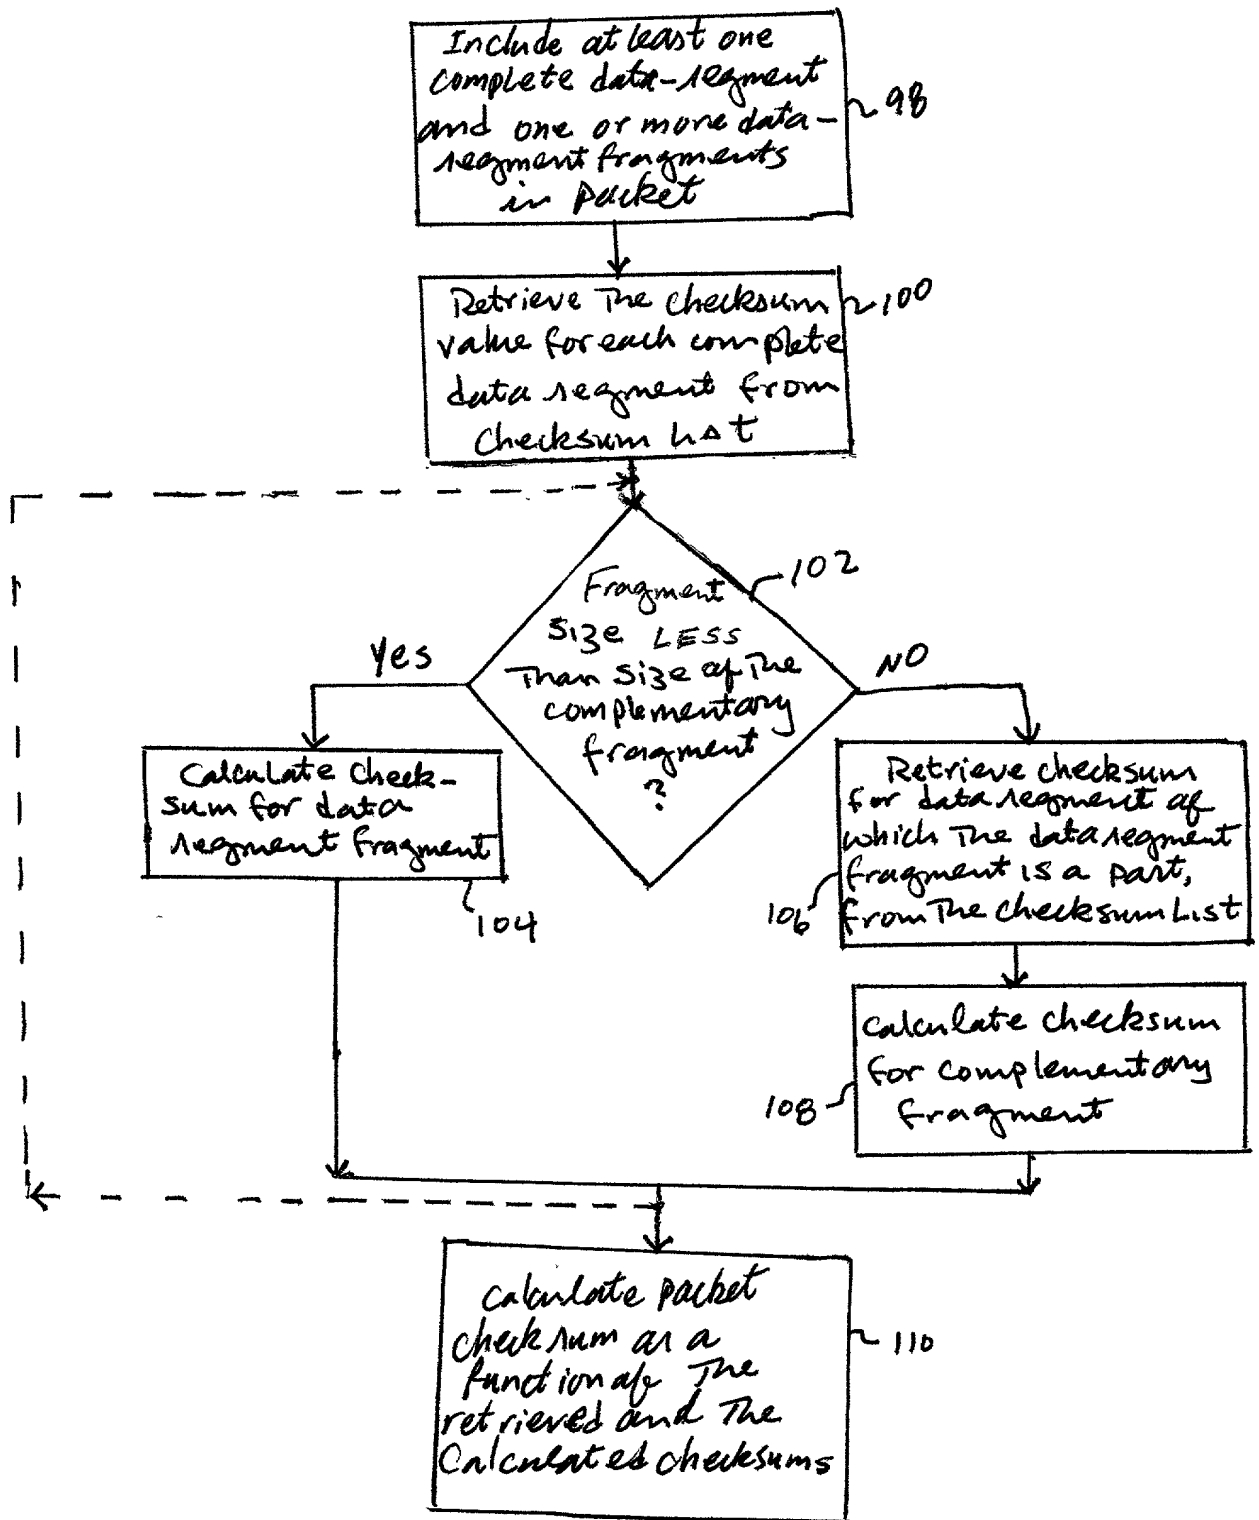 Include at least one
complete data-segment
and one or more data-
segment fragments
in packet
98
Retrieve The checksum
value for each complete
data segment from
checksum list
100
102
Fragment
Size LESS
Than size of The
complementary
fragment
?
Yes
NO
Calculate check-
sum for data
segment fragment
104
Retrieve checksum
for data segment of
which The data segment
fragment is a part,
from The checksum List
106
calculate checksum
for complementary
fragment
108
calculate packet
checksum as a
function of The
retrieved and The
calculated checksums
110